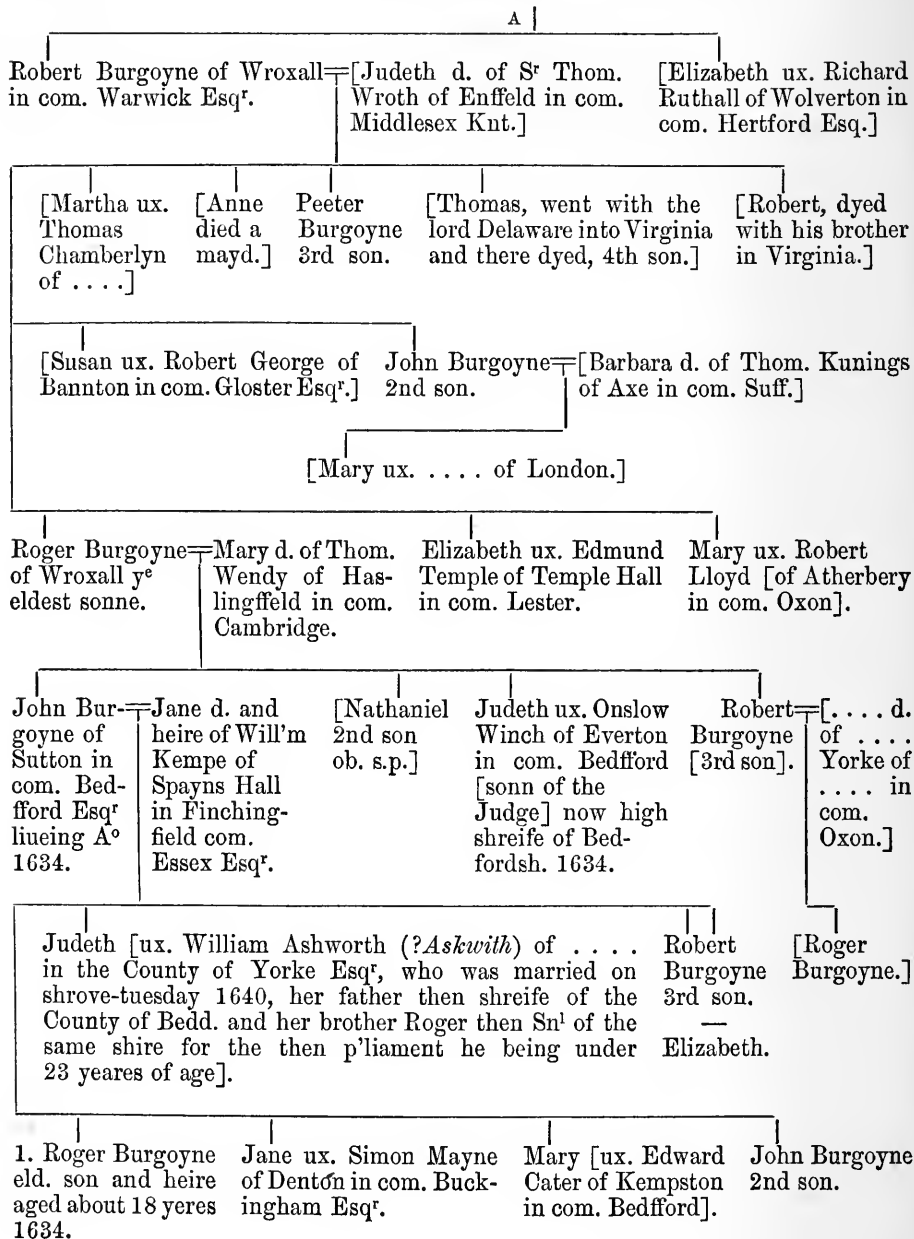 A
Robert Burgoyne of Wroxall
in com. Warwick Esqʳ.
[Judeth d. of Sʳ Thom.
Wroth of Enffeld in com.
Middlesex Knt.]
[Elizabeth ux. Richard
Ruthall of Wolverton in
com. Hertford Esq.]
[Martha ux.
Thomas
Chamberlyn
of . . . .]
[Anne
died a
mayd.]
Peeter
Burgoyne
3rd son.
[Thomas, went with the
lord Delaware into Virginia
and there dyed, 4th son.]
[Robert, dyed
with his brother
in Virginia.]
[Susan ux. Robert George of
Bannton in com. Gloster Esqʳ.]
John Burgoyne
2nd son.
[Barbara d. of Thom. Kunings
of Axe in com. Suff.]
[Mary ux. . . . . of London.]
Roger Burgoyne
of Wroxall yᵉ
eldest sonne.
Mary d. of Thom.
Wendy of Has-
lingffeld in com.
Cambridge.
Elizabeth ux. Edmund
Temple of Temple Hall
in com. Lester.
Mary ux. Robert
Lloyd [of Atherbery
in com. Oxon].
John Bur-
goyne of
Sutton in
com. Bed-
fford Esqʳ
liueing Aᵒ
1634.
Jane d. and
heire of Will'm
Kempe of
Spayns Hall
in Finching-
field com.
Essex Esqʳ.
[Nathaniel
2nd son
ob. s.p.]
Judeth ux. Onslow
Winch of Everton
in com. Bedfford
[sonn of the
Judge] now high
shreife of Bed-
fordsh. 1634.
Robert
Burgoyne
[3rd son].
[. . . . d.
of . . . .
Yorke of
. . . . in
com.
Oxon.]
Judeth [ux. William Ashworth (?Askwith) of . . . .
in the County of Yorke Esqʳ, who was married on
shrove-tuesday 1640, her father then shreife of the
County of Bedd. and her brother Roger then Sn¹ of the
same shire for the then p'liament he being under
23 yeares of age].
Robert
Burgoyne
3rd son.
—
Elizabeth.
[Roger
Burgoyne.]
1. Roger Burgoyne
eld. son and heire
aged about 18 yeres
1634.
Jane ux. Simon Mayne
of Denton in com. Buck-
ingham Esqʳ.
Mary [ux. Edward
Cater of Kempston
in com. Bedfford].
John Burgoyne
2nd son.